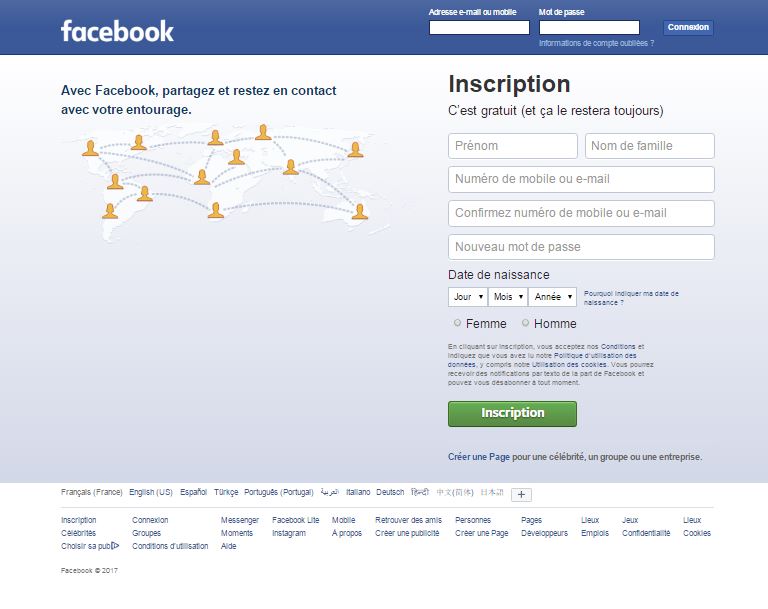 facebook
Adresse e-mail ou mobile
Mot de passe
Connexion
Informations de compte oubliées ?
Avec Facebook, partagez et restez en contact
avec votre entourage.
Inscription
C'est gratuit (et ça le restera toujours)
Prénom
Nom de famille
Numéro de mobile ou e-mail
Confirmez numéro de mobile ou e-mail
Nouveau mot de passe
Date de naissance
Jour Mois Année
Pourquoi indiquer ma date de
naissance ?
Femme Homme
En cliquant sur Inscription, vous acceptez nos Conditions et
indiquez que vous avez lu notre Politique d'utilisation des
données, y compris notre Utilisation des cookies. Vous pourrez
recevoir des notifications par texto de la part de Facebook et
pouvez vous désabonner à tout moment.
Inscription
Créer une Page pour une célébrité, un groupe ou une entreprise.
Français (France) English (US) Español Türkçe Português (Portugal) العربية Italiano Deutsch हिन्दी 中文(简体) 日本語 +
Inscription Connexion Messenger Facebook Lite Mobile Retrouver des amis Personnes Pages Lieux Jeux Lieux
Célébrités Groupes Moments Instagram À propos Créer une publicité Créer une Page Développeurs Emplois Confidentialité Cookies
Choisir sa pub Conditions d'utilisation Aide
Facebook © 2017